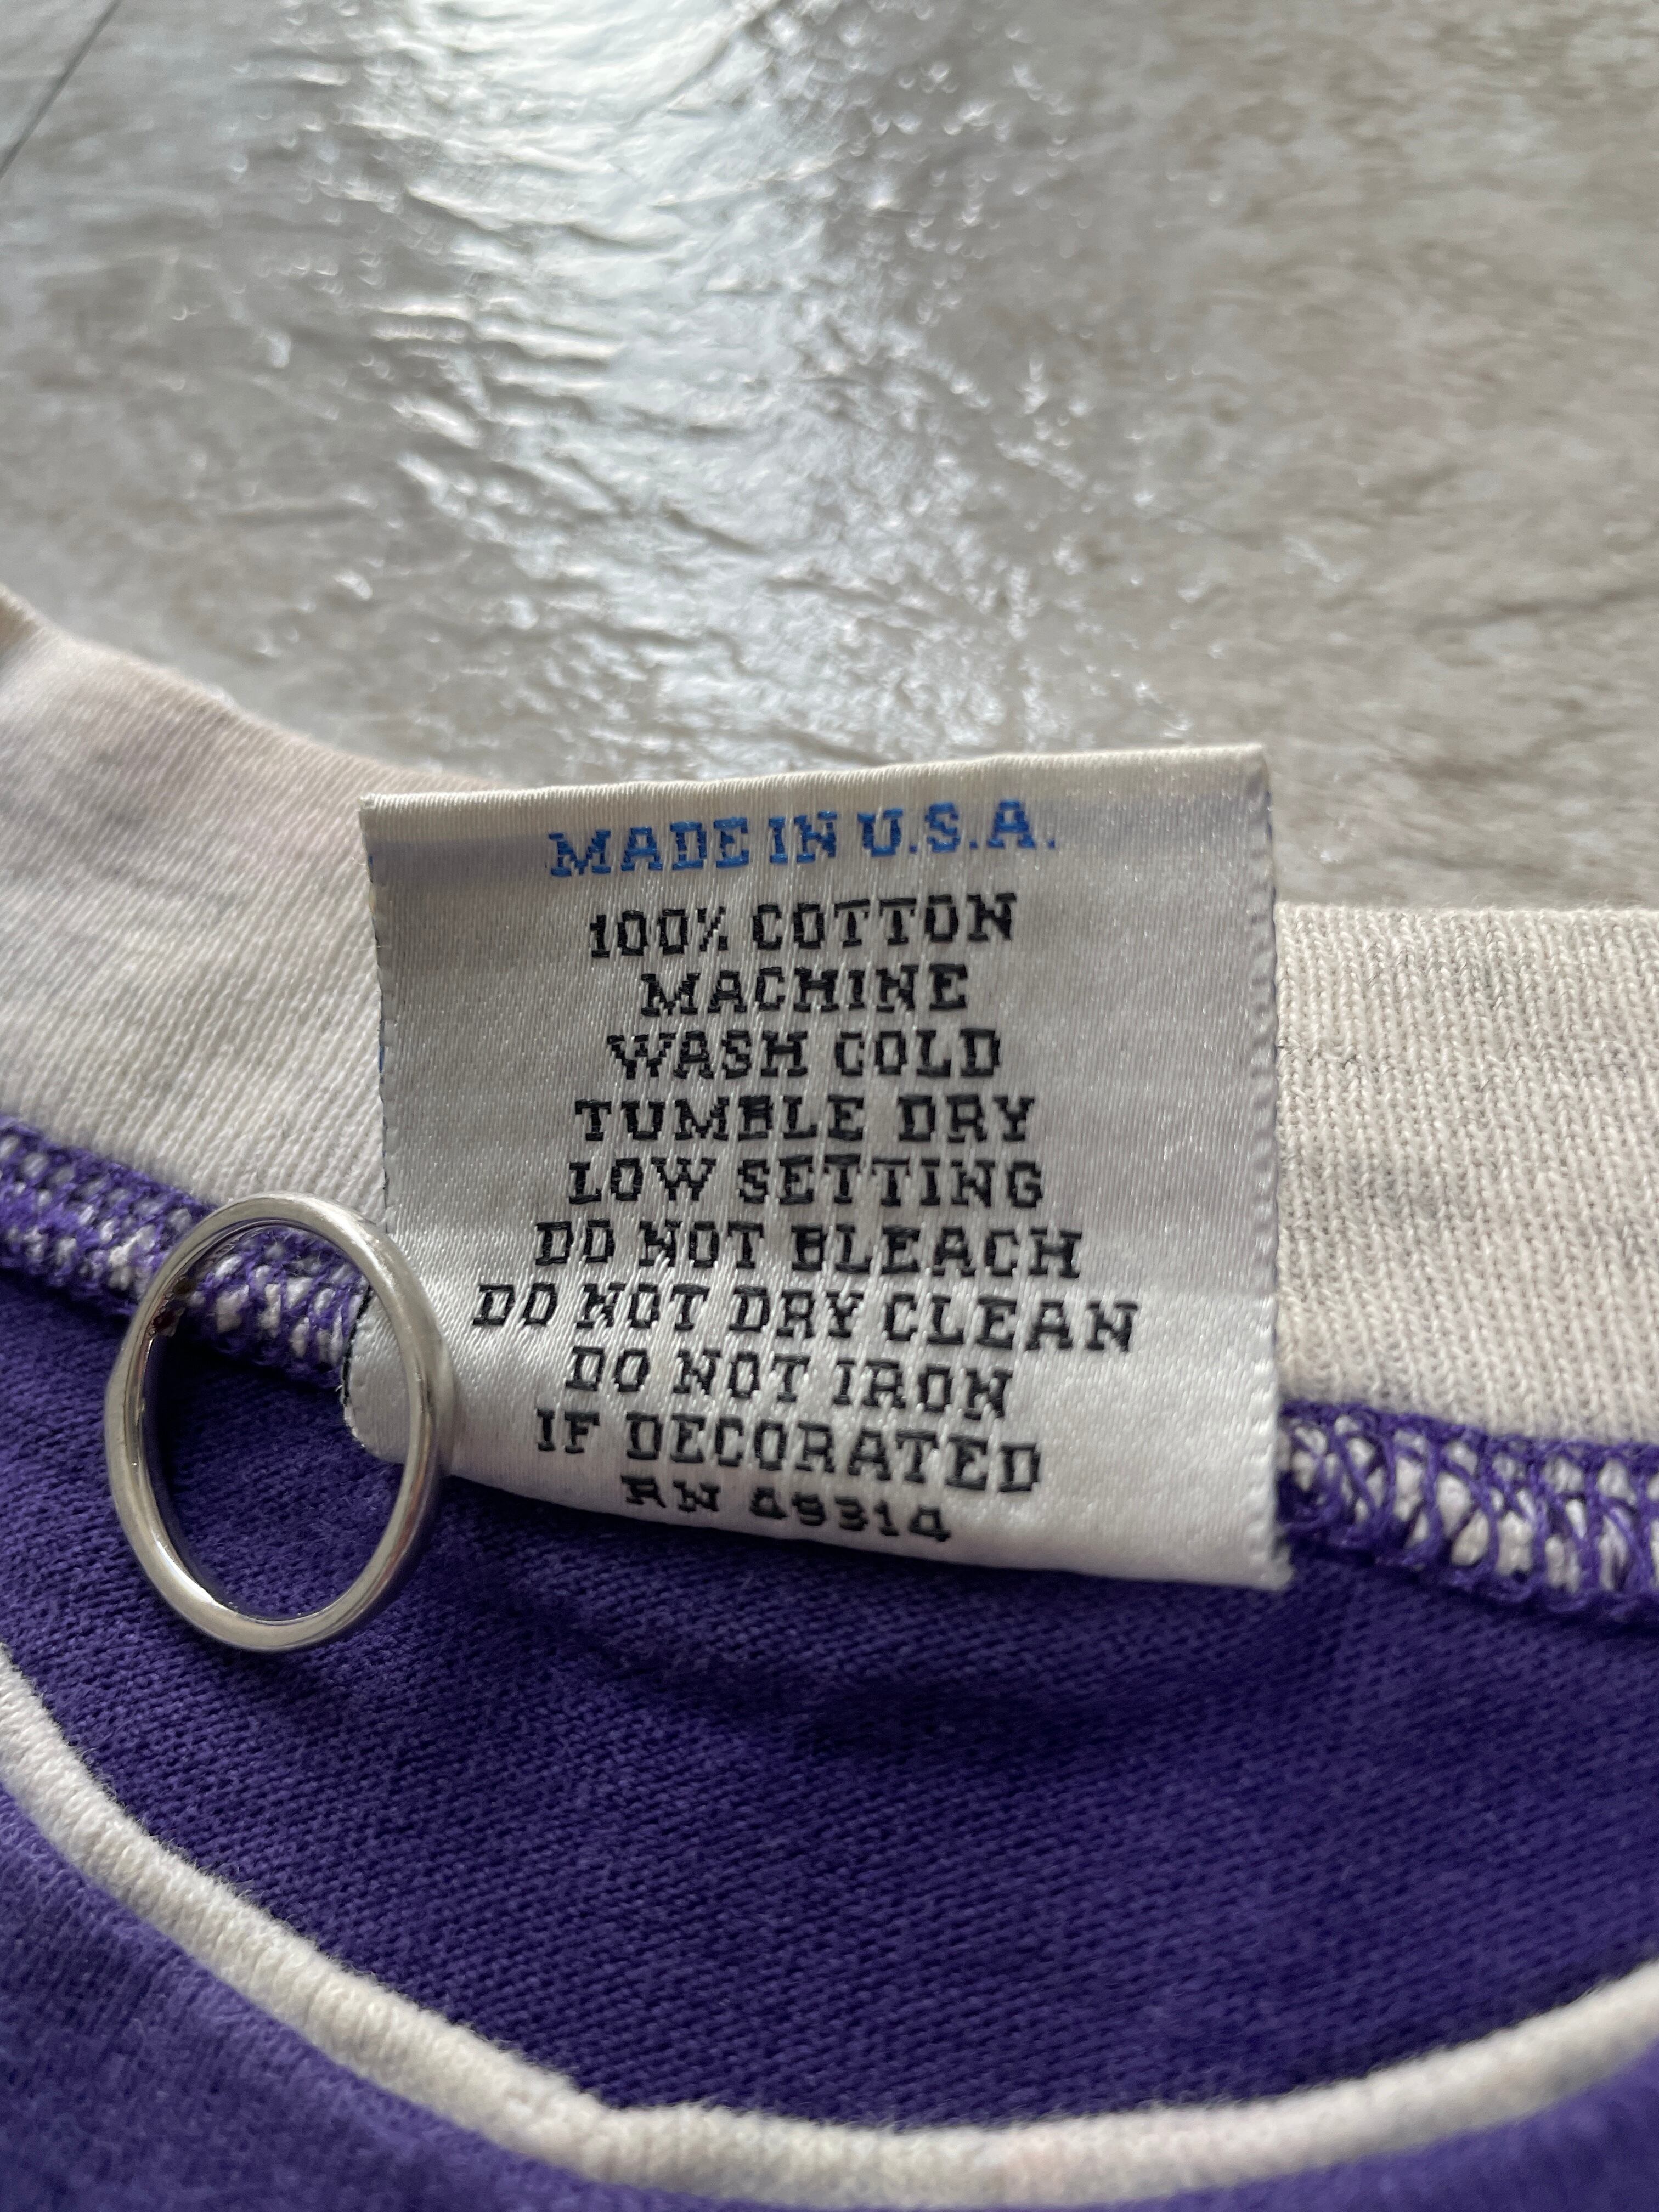 MADE IN U.S.A.
100% COTTON
MACHINE
WASH COLD
TUMBLE DRY
LOW SETTING
DO NOT BLEACH
DO NOT DRY CLEAN
DO NOT IRON
IF DECORATED
RN 49314